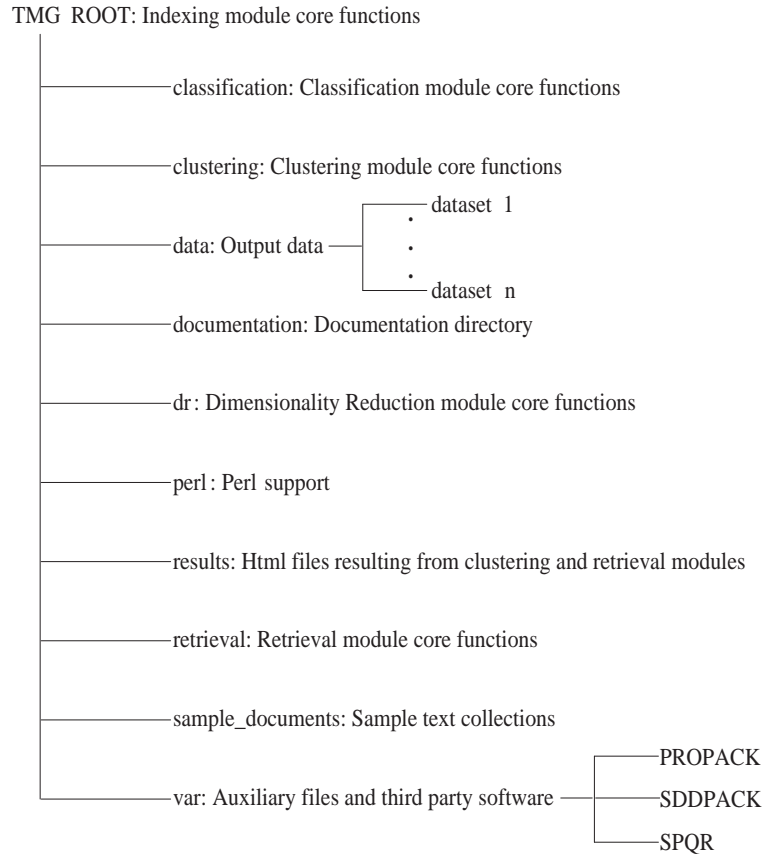 TMG ROOT: Indexing module core functions
classification: Classification module core functions
clustering: Clustering module core functions
dataset 1
data: Output data
dataset n
documentation: Documentation directory
dr: Dimensionality Reduction module core functions
perl: Perl support
results: Html files resulting from clustering and retrieval modules
retrieval: Retrieval module core functions
sample_documents: Sample text collections
PROPACK
var: Auxiliary files and third party software
SDDPACK
SPQR